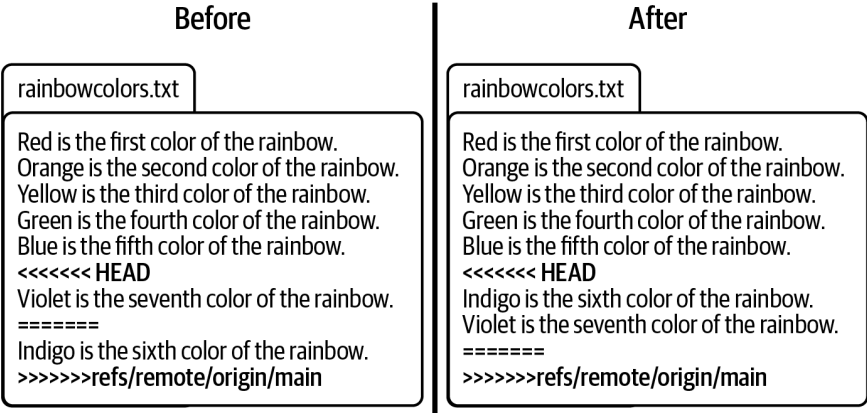 Before
rainbowcolors.txt
Red is the first color of the rainbow.
Orange is the second color of the rainbow.
Yellow is the third color of the rainbow.
Green is the fourth color of the rainbow.
Blue is the fifth color of the rainbow.
<<<<<<< HEAD
Violet is the seventh color of the rainbow.
=======
Indigo is the sixth color of the rainbow.
>>>>>>>refs/remote/origin/main
After
rainbowcolors.txt
Red is the first color of the rainbow.
Orange is the second color of the rainbow.
Yellow is the third color of the rainbow.
Green is the fourth color of the rainbow.
Blue is the fifth color of the rainbow.
<<<<<<< HEAD
Indigo is the sixth color of the rainbow.
Violet is the seventh color of the rainbow.
=======
>>>>>>>refs/remote/origin/main